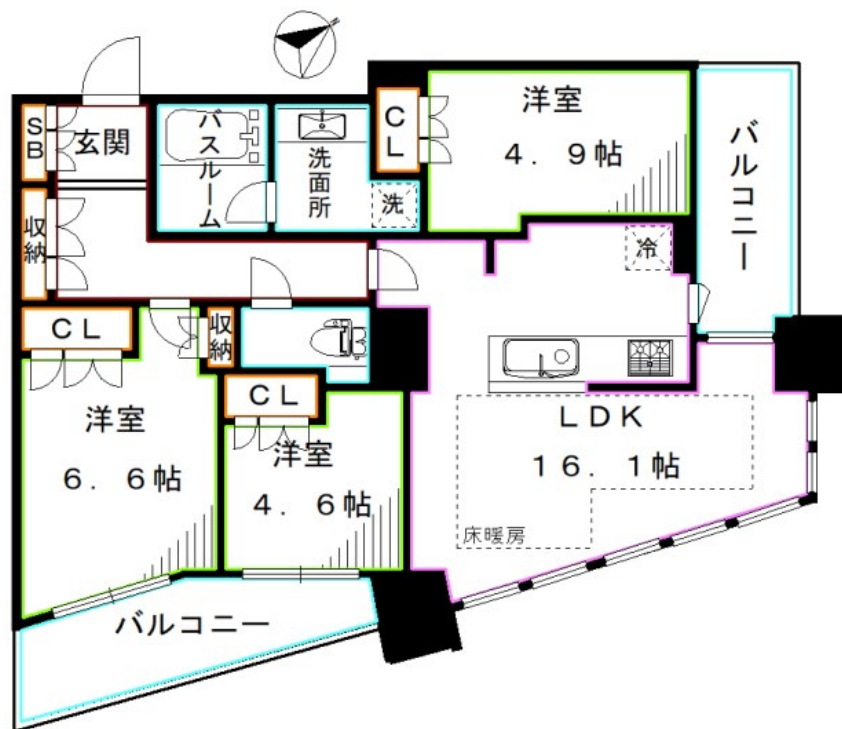 洋室
4.9帖
CL
SB
玄関
バスルーム
洗面所
洗
バルコニー
収納
冷
CL
収納
CL
洋室
6.6帖
洋室
4.6帖
LDK
16.1帖
床暖房
バルコニー